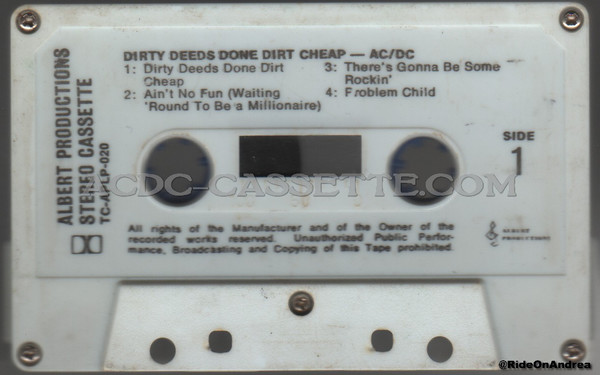 DIRTY DEEDS DONE DIRT CHEAP — AC/DC
1: Dirty Deeds Done Dirt
Cheap
2: Ain't No Fun (Waiting
'Round To Be a Millionaire)
3: There's Gonna Be Some
Rockin'
4: Problem Child
ALBERT PRODUCTIONS
STEREO CASSETTE
TC-APLP-020
SIDE
1
ACDC-CASSETTE.COM
All rights of the Manufacturer and of the Owner of the
recorded works reserved. Unauthorized Public Perfor-
mance, Broadcasting and Copying of this Tape prohibited.
ALBERT
PRODUCTIONS
@RideOnAndrea